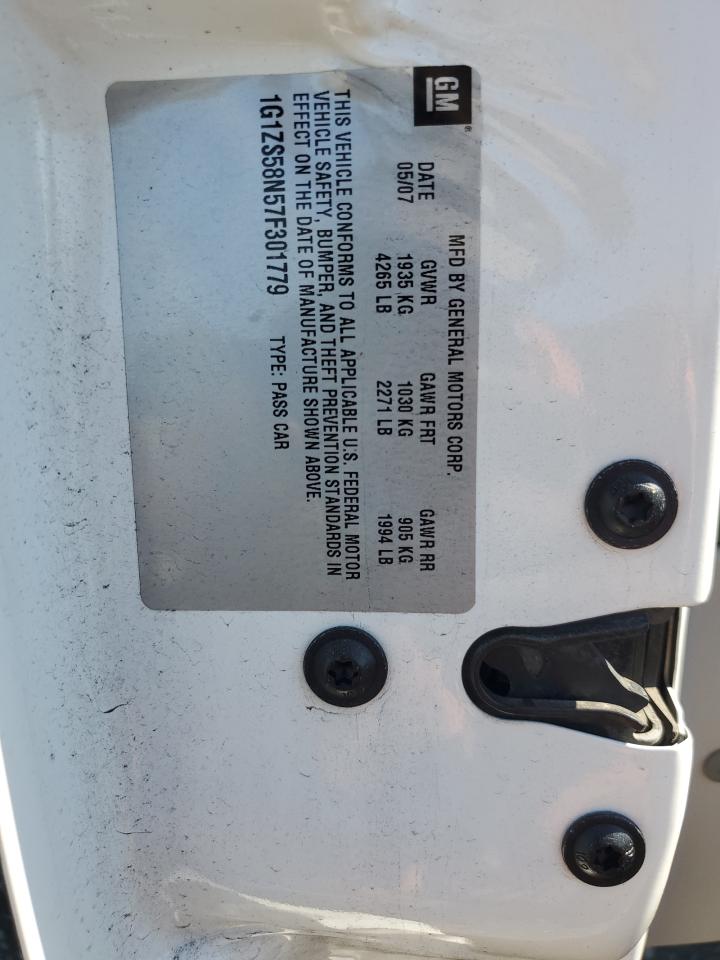 GM
®
MFD BY GENERAL MOTORS CORP.
DATE GVWR GAWR FRT GAWR RR
05/07 1935 KG 1030 KG 905 KG
4265 LB 2271 LB 1994 LB
THIS VEHICLE CONFORMS TO ALL APPLICABLE U.S. FEDERAL MOTOR
VEHICLE SAFETY, BUMPER, AND THEFT PREVENTION STANDARDS IN
EFFECT ON THE DATE OF MANUFACTURE SHOWN ABOVE.
1G1ZS58N57F301779 TYPE: PASS CAR